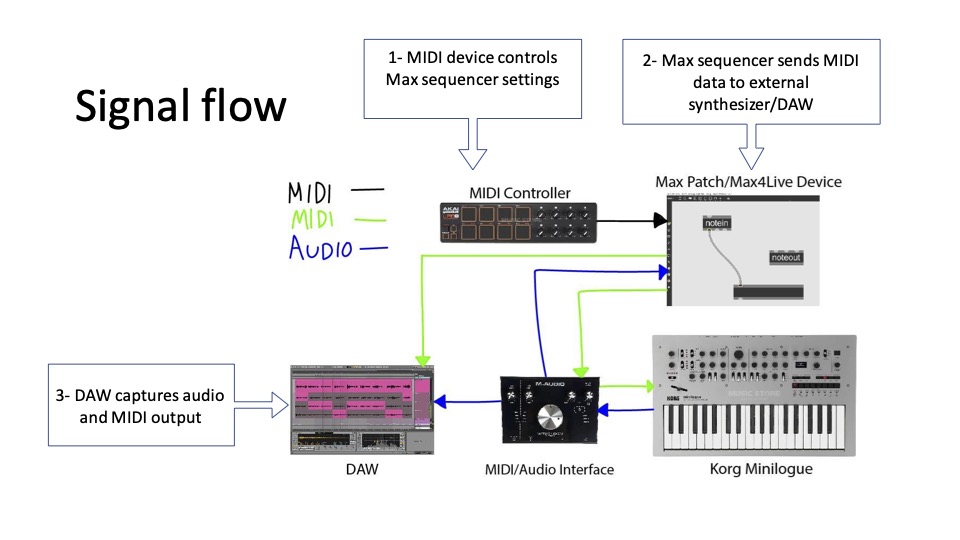 Signal flow
1- MIDI device controls
Max sequencer settings
2- Max sequencer sends MIDI
data to external
synthesizer/DAW
MIDI
MIDI
AUDIO
MIDI Controller
AKAI
Max Patch/Max4Live Device
notein
noteout
3- DAW captures audio
and MIDI output
DAW
M-AUDIO
MIDI/Audio Interface
KORG
Korg Minilogue